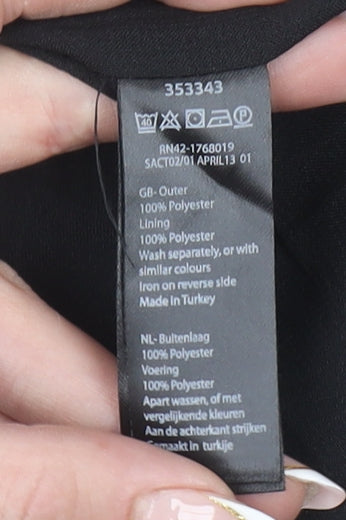 353343
40 P
RN42-1768019
SACT02/01 APRIL13 01
GB- Outer
100% Polyester
Lining
100% Polyester
Wash separately, or with
similar colours
Iron on reverse side
Made in Turkey
NL- Buitenlaag
100% Polyester
Voering
100% Polyester
Apart wassen, of met
vergelijkende kleuren
Aan de achterkant strijken
Gemaakt in turkije